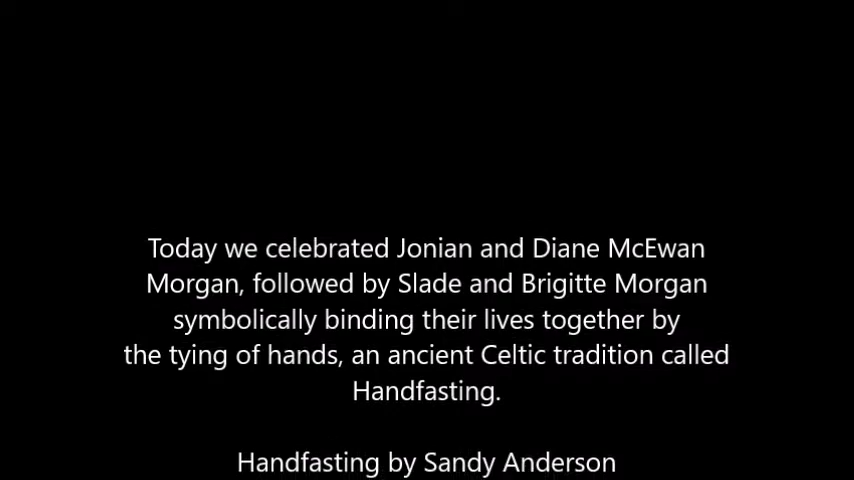 Today we celebrated Jonian and Diane McEwan
Morgan, followed by Slade and Brigitte Morgan
symbolically binding their lives together by
the tying of hands, an ancient Celtic tradition called
Handfasting.
Handfasting by Sandy Anderson